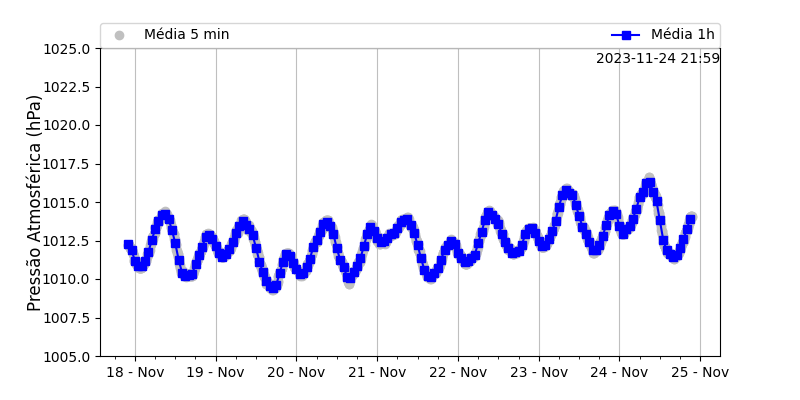 Média 5 min
Média 1h
2023-11-24 21:59
Pressão Atmosférica (hPa)
1025.0
1022.5
1020.0
1017.5
1015.0
1012.5
1010.0
1007.5
1005.0
18 - Nov
19 - Nov
20 - Nov
21 - Nov
22 - Nov
23 - Nov
24 - Nov
25 - Nov